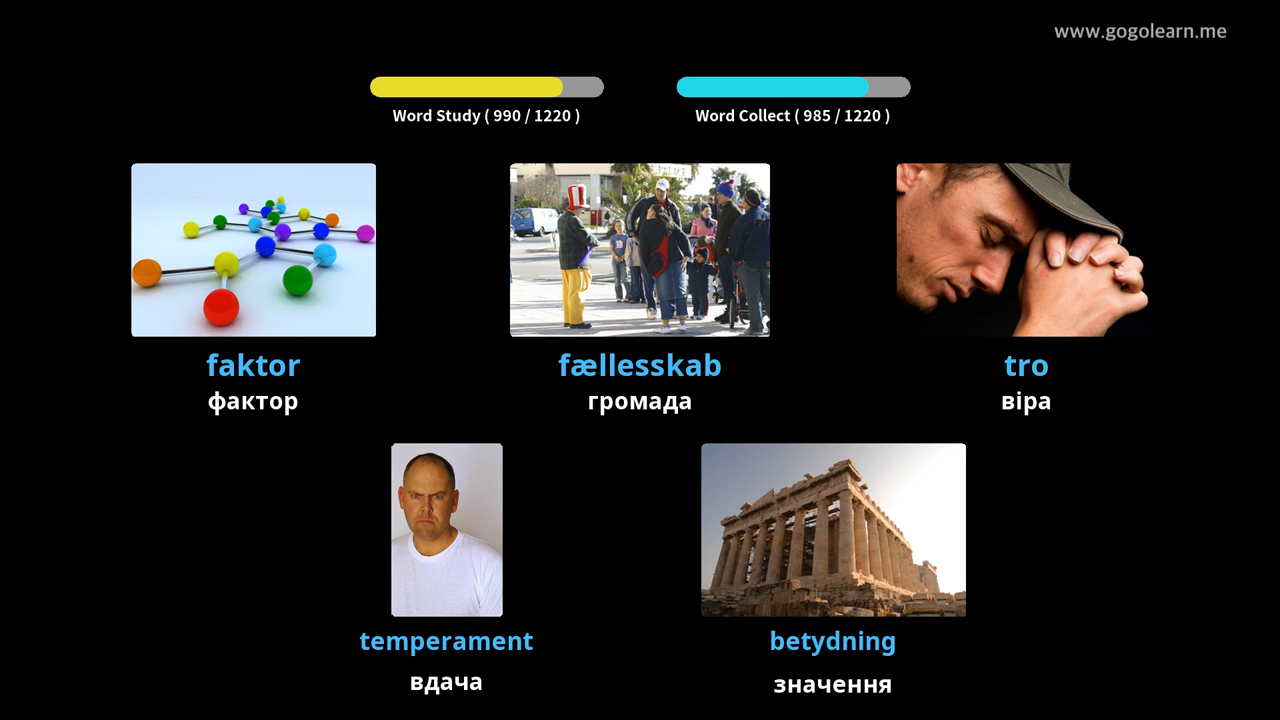 www.gogolearn.me
Word Study ( 990 / 1220 )
Word Collect ( 985 / 1220 )
faktor
фактор
fællesskab
громада
tro
віра
temperament
вдача
betydning
значення